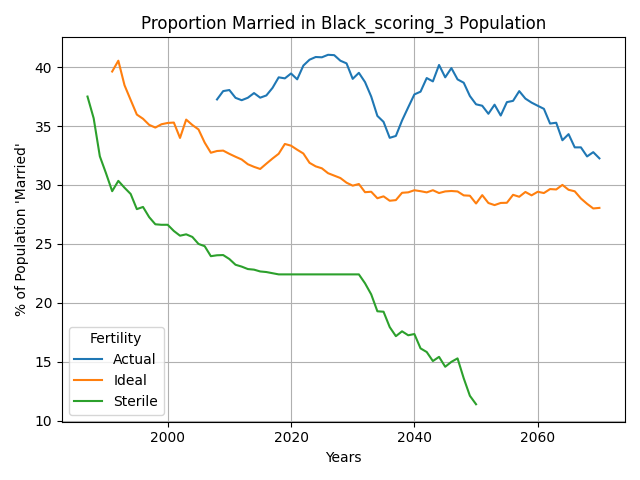 Proportion Married in Black_scoring_3 Population
% of Population 'Married'
40
35
30
25
20
15
10
Fertility
Actual
Ideal
Sterile
2000 2020 2040 2060
Years